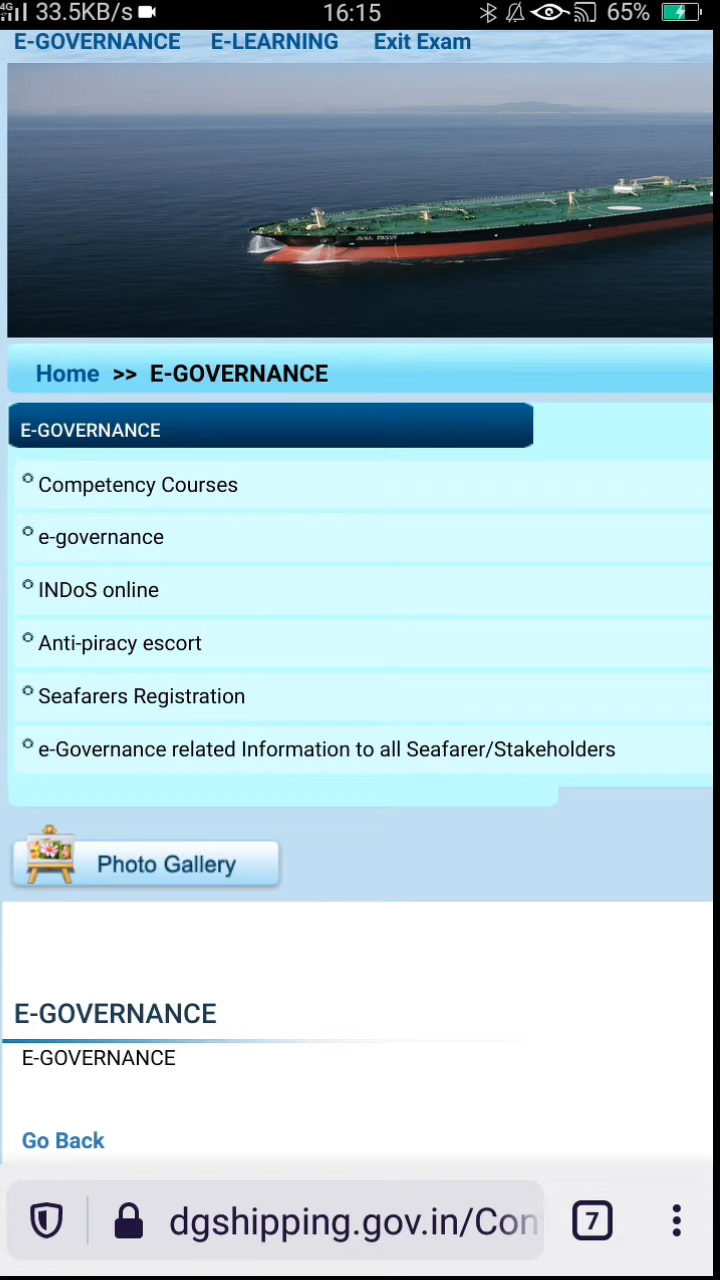 4G 33.5KB/s 16:15 65%
E-GOVERNANCE E-LEARNING Exit Exam
Home >> E-GOVERNANCE
E-GOVERNANCE
Competency Courses
e-governance
INDoS online
Anti-piracy escort
Seafarers Registration
e-Governance related Information to all Seafarer/Stakeholders
Photo Gallery
E-GOVERNANCE
E-GOVERNANCE
Go Back
dgshipping.gov.in/Con 7